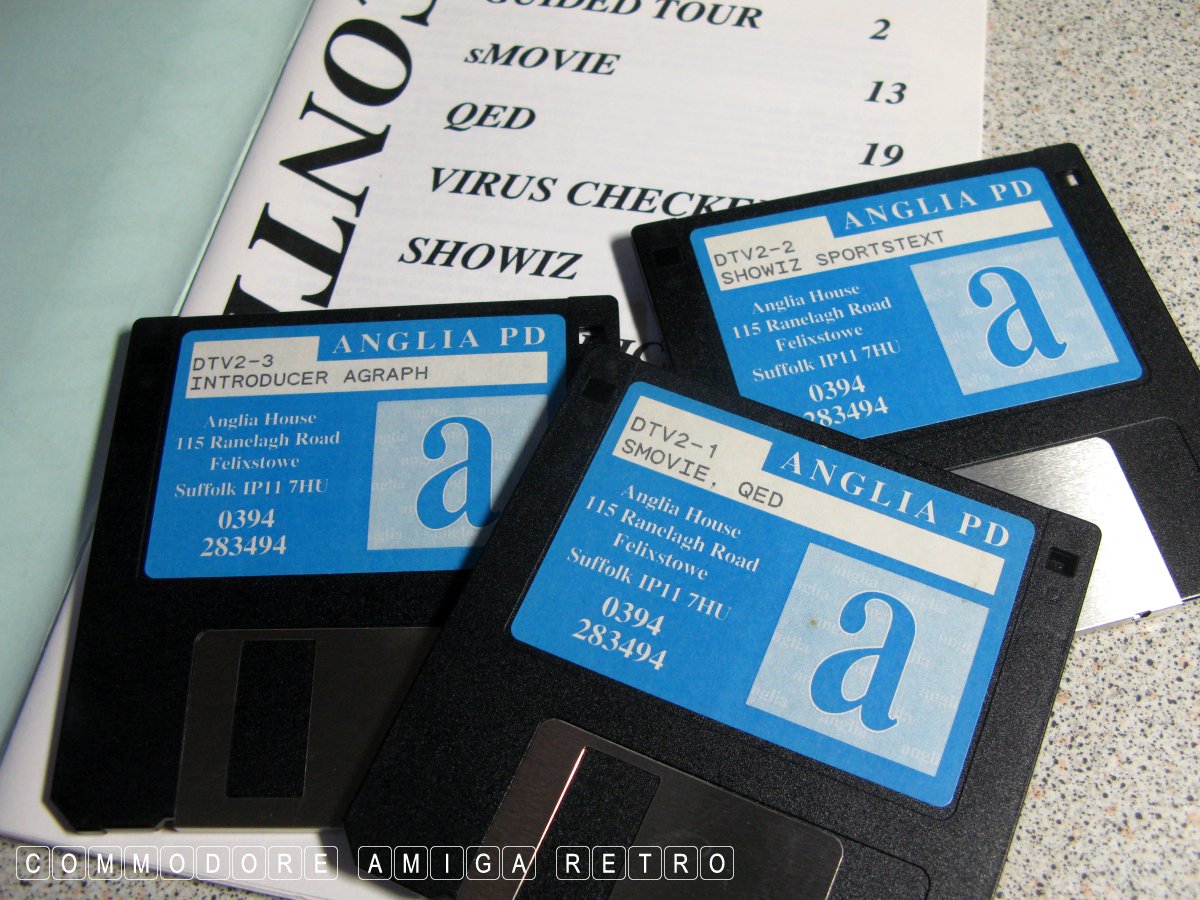 GUIDED TOUR 2
sMOVIE 13
QED 19
VIRUS CHECKE
SHOWIZ
CONTE
ANGLIA PD
DTV2-2
SHOWIZ SPORTSTEXT
Anglia House
115 Ranelagh Road
Felixstowe
Suffolk IP11 7HU
0394
283494
a
ANGLIA PD
DTV2-3
INTRODUCER AGRAPH
Anglia House
115 Ranelagh Road
Felixstowe
Suffolk IP11 7HU
0394
283494
a
ANGLIA PD
DTV2-1
SMOVIE, QED
Anglia House
115 Ranelagh Road
Felixstowe
Suffolk IP11 7HU
0394
283494
a
COMMODORE AMIGA RETRO